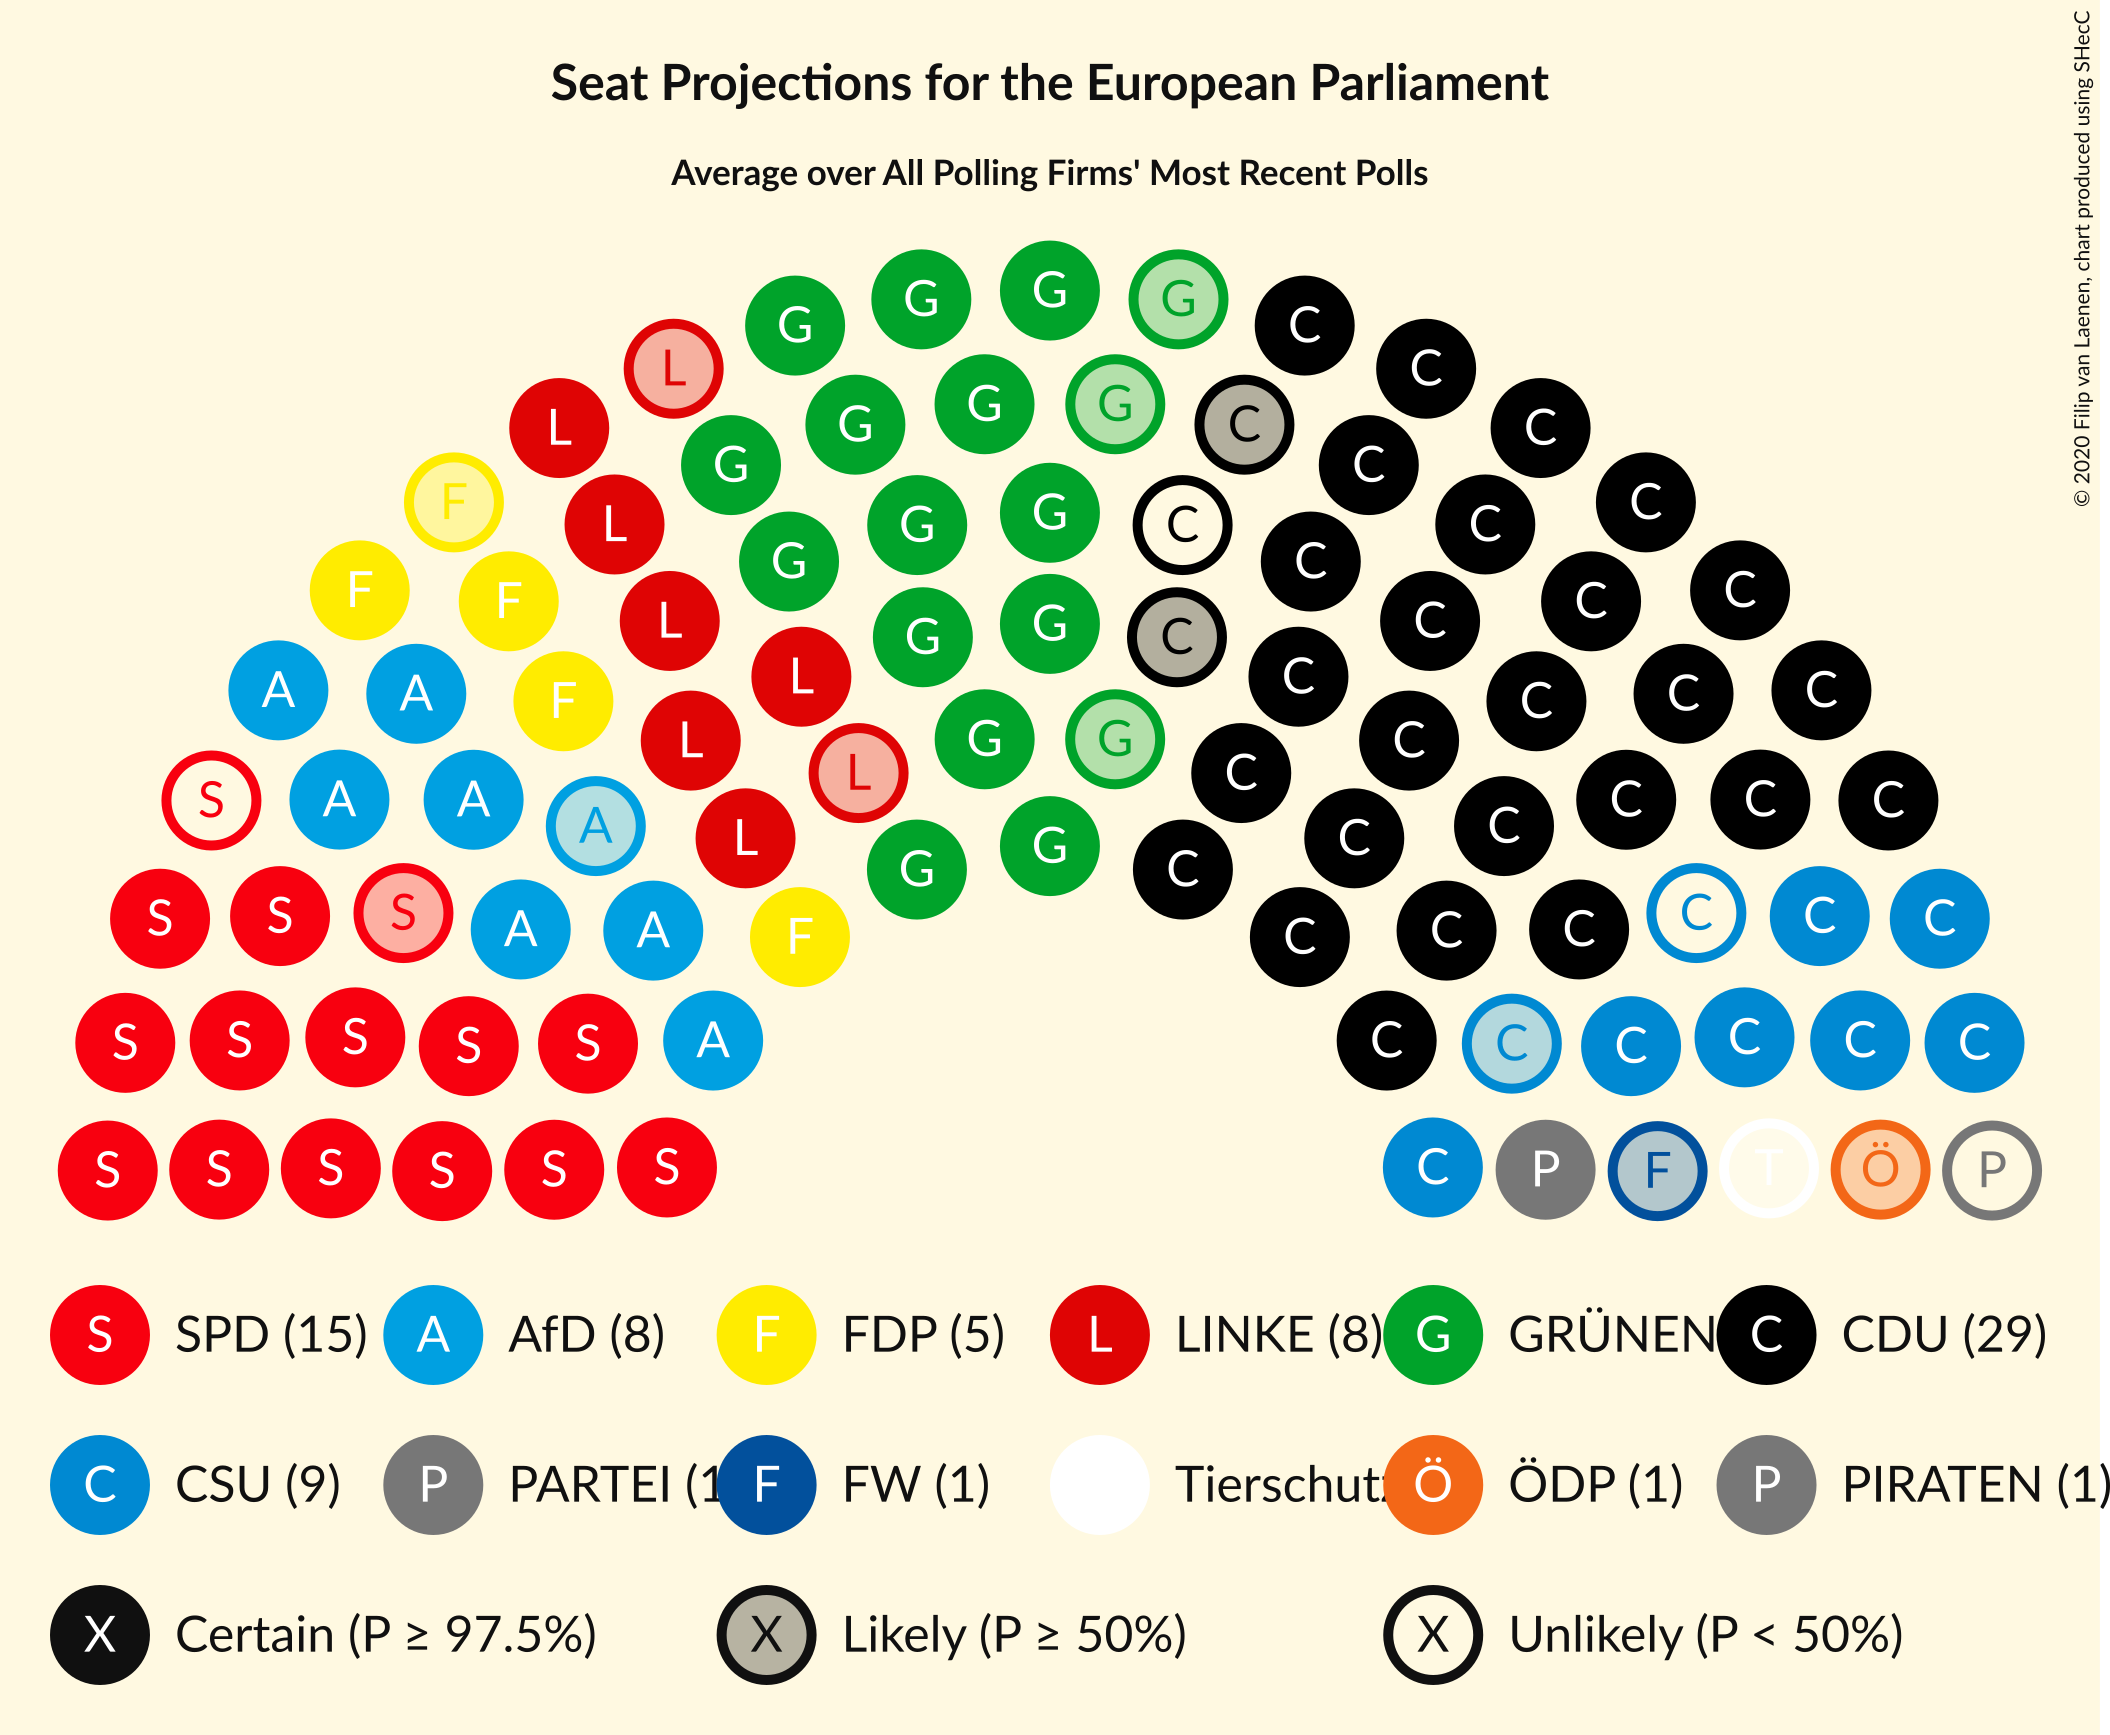 Seat Projections for the European Parliament
Average over All Polling Firms' Most Recent Polls
© 2020 Filip van Laenen, chart produced using SHecC
G G G G
L G G G G C C C
L G G G G C C C C
F L G G G C C C C C
F F L G G G C C C C C
A A F L L G G C C C C C C
S A A A L L G G C C C C C C C
S S S A A F G G C C C C C C C
S S S S S A C C C C C C
S S S S S S C P F T Ö P
S SPD (15) A AfD (8) F FDP (5) L LINKE (8) G GRÜNEN C CDU (29)
C CSU (9) P PARTEI (1 F FW (1) Tierschutz Ö ÖDP (1) P PIRATEN (1)
X Certain (P ≥ 97.5%) X Likely (P ≥ 50%) X Unlikely (P < 50%)